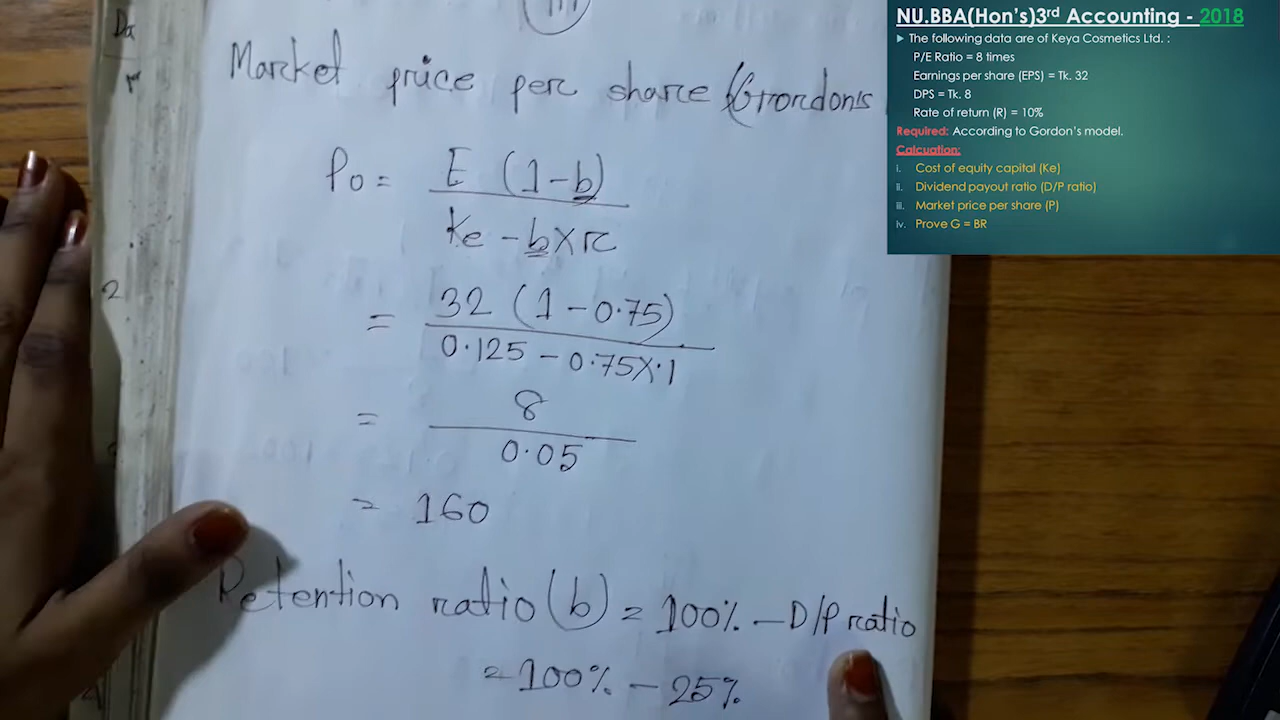 (iii)
Market price per share (Gordon's
P0 = E (1-b)
Ke - b×r
= 32 (1-0.75)
0.125 - 0.75×.1
= 8
0.05
= 160
Retention ratio (b) = 100% - D/P ratio
= 100% - 25%
NU.BBA(Hon's)3rd Accounting - 2018
The following data are of Keya Cosmetics Ltd. :
P/E Ratio = 8 times
Earnings per share (EPS) = Tk. 32
DPS = Tk. 8
Rate of return (R) = 10%
Required: According to Gordon's model.
Calcuation:
i. Cost of equity capital (Ke)
ii. Dividend payout ratio (D/P ratio)
iii. Market price per share (P)
iv. Prove G = BR